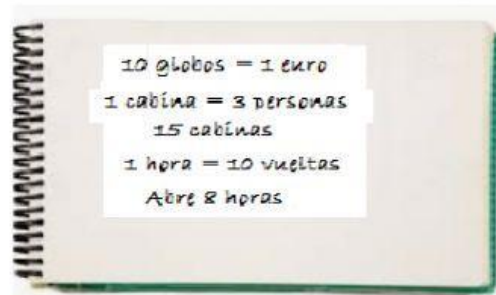 10 globos = 1 euro
1 cabina = 3 personas
15 cabinas
1 hora = 10 vueltas
Abre 8 horas